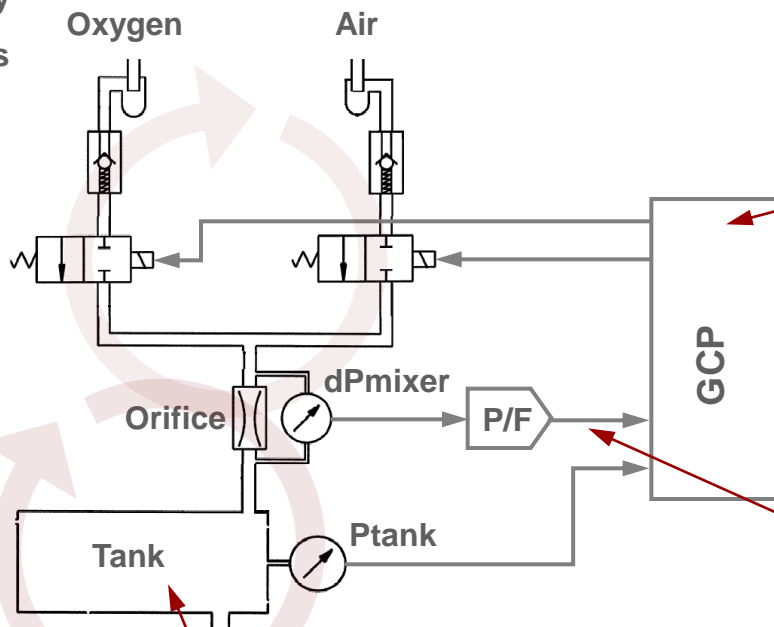 Oxygen
Air
s
GCP
dPmixer
Orifice
P/F
Ptank
Tank